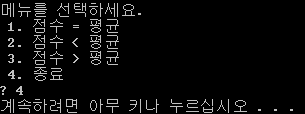 메뉴를 선택하세요.
1. 점수 = 평균
2. 점수 < 평균
3. 점수 > 평균
4. 종료
? 4
계속하려면 아무 키나 누르십시오 . . .